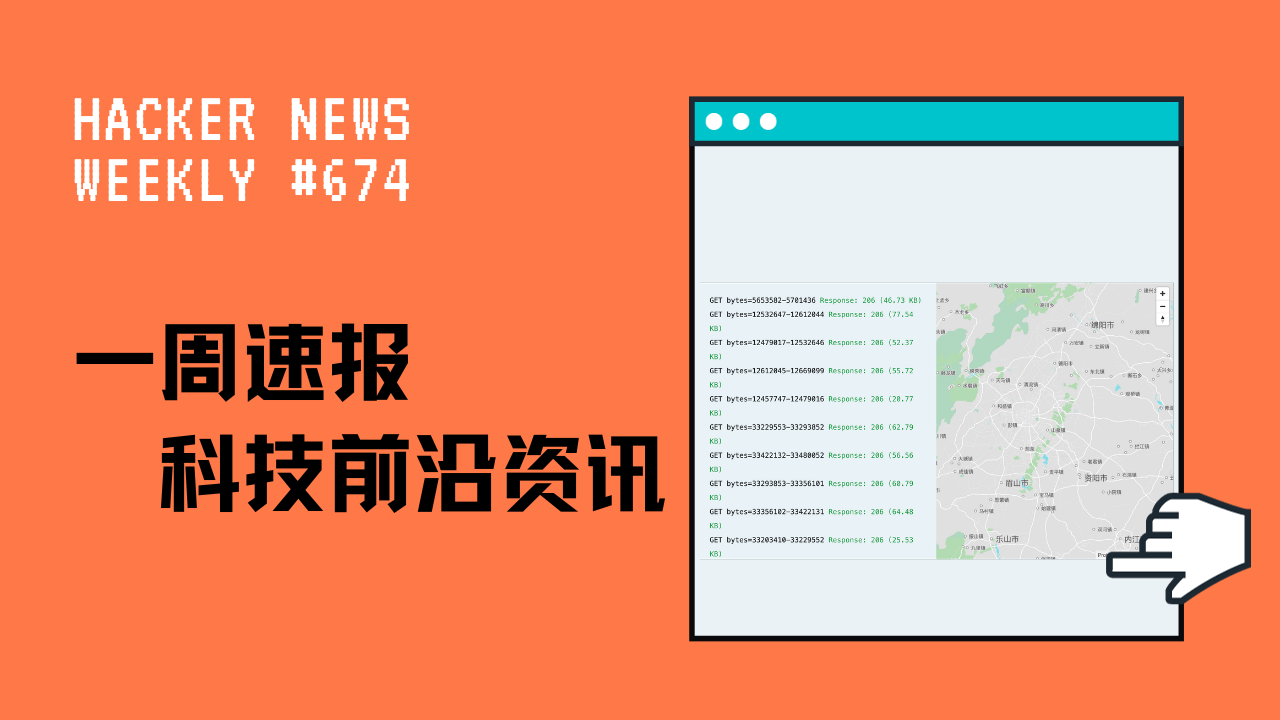 HACKER NEWS
WEEKLY #674
一周速报
科技前沿资讯
GET bytes=5653582-5701436 Response: 206 (46.73 KB)
GET bytes=12532647-12612044 Response: 206 (77.54
KB)
GET bytes=12479017-12532646 Response: 206 (52.37
KB)
GET bytes=12612045-12669099 Response: 206 (55.72
KB)
GET bytes=12457747-12479016 Response: 206 (20.77
KB)
GET bytes=33229553-33293852 Response: 206 (62.79
KB)
GET bytes=33422132-33480052 Response: 206 (56.56
KB)
GET bytes=33293853-33356101 Response: 206 (60.79
KB)
GET bytes=33356102-33422131 Response: 206 (64.48
KB)
GET bytes=33203410-33229552 Response: 206 (25.53
KB)
绵阳市
德阳市
眉山市
资阳市
乐山市
内江